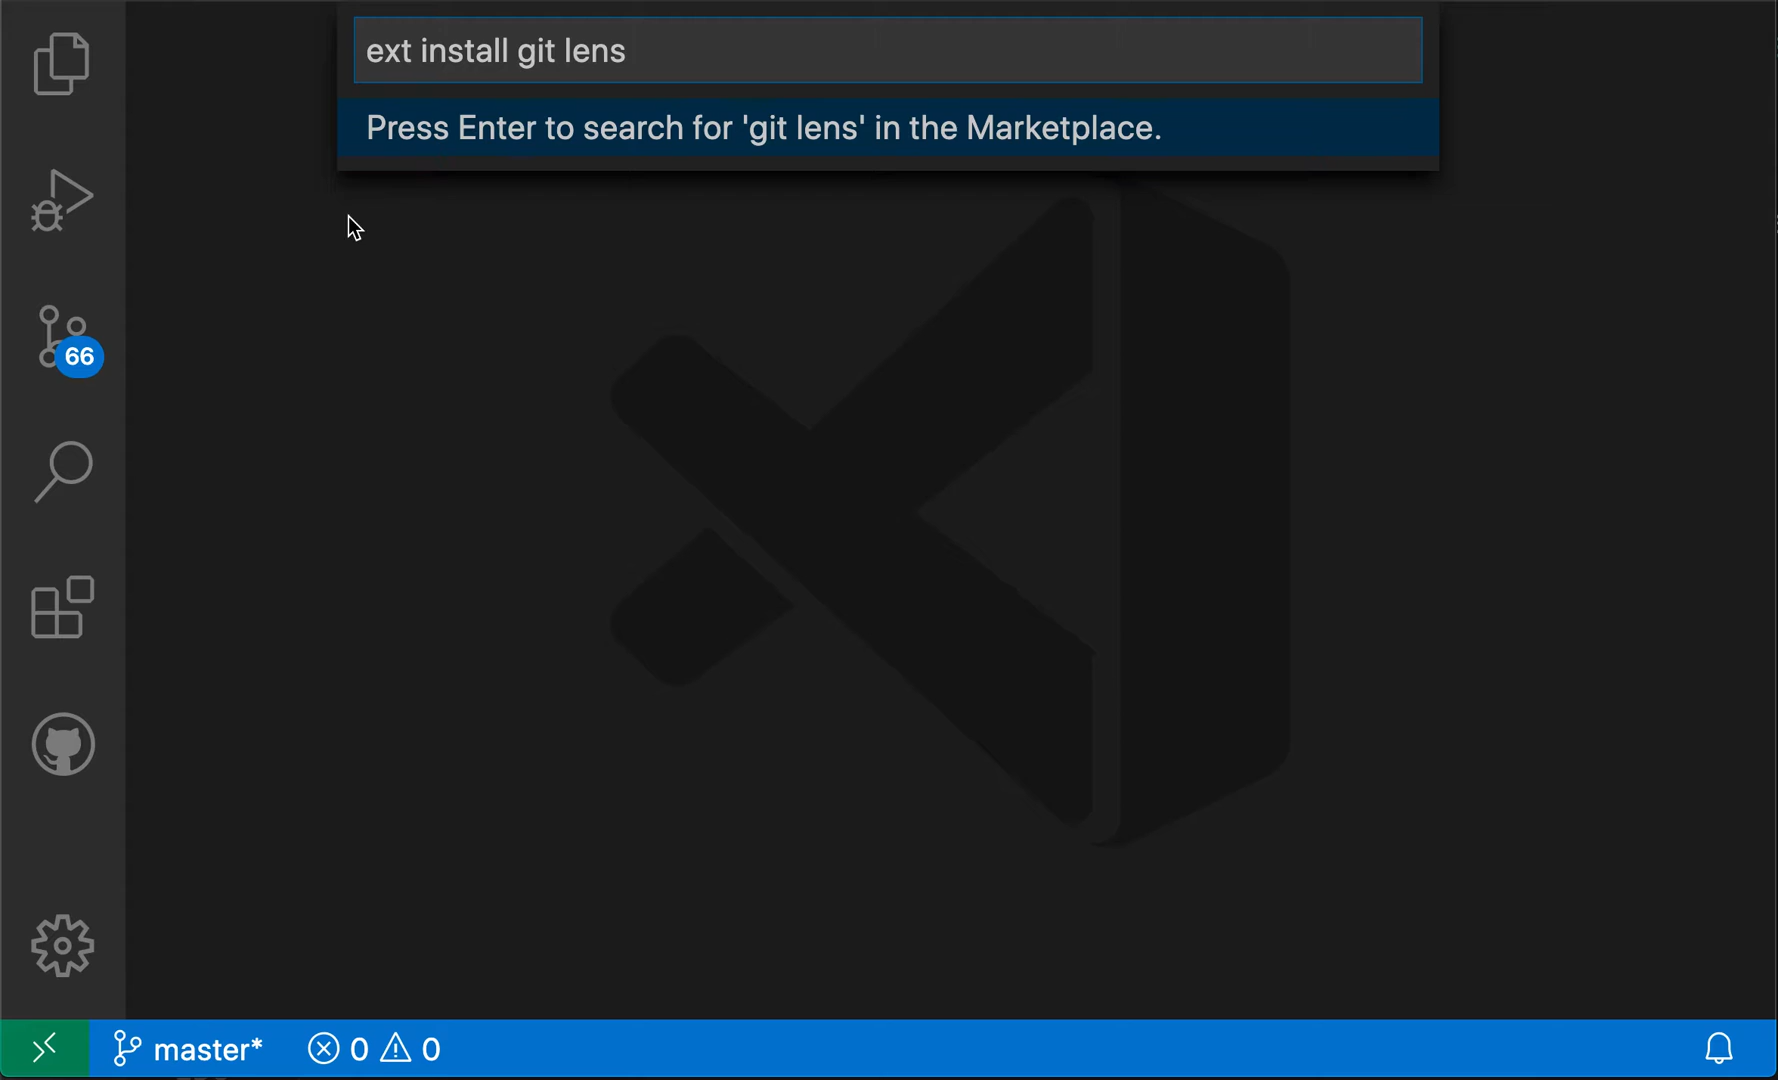 ext install git lens
Press Enter to search for 'git lens' in the Marketplace.
66
master* 0 0